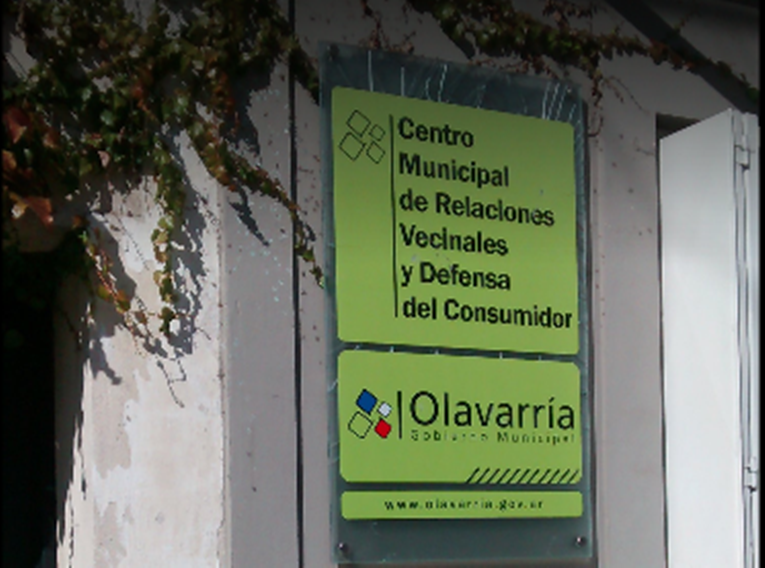 Centro
Municipal
de Relaciones
Vecinales
y Defensa
del Consumidor
Olavarría
Gobierno Municipal
www.olavarria.gov.ar